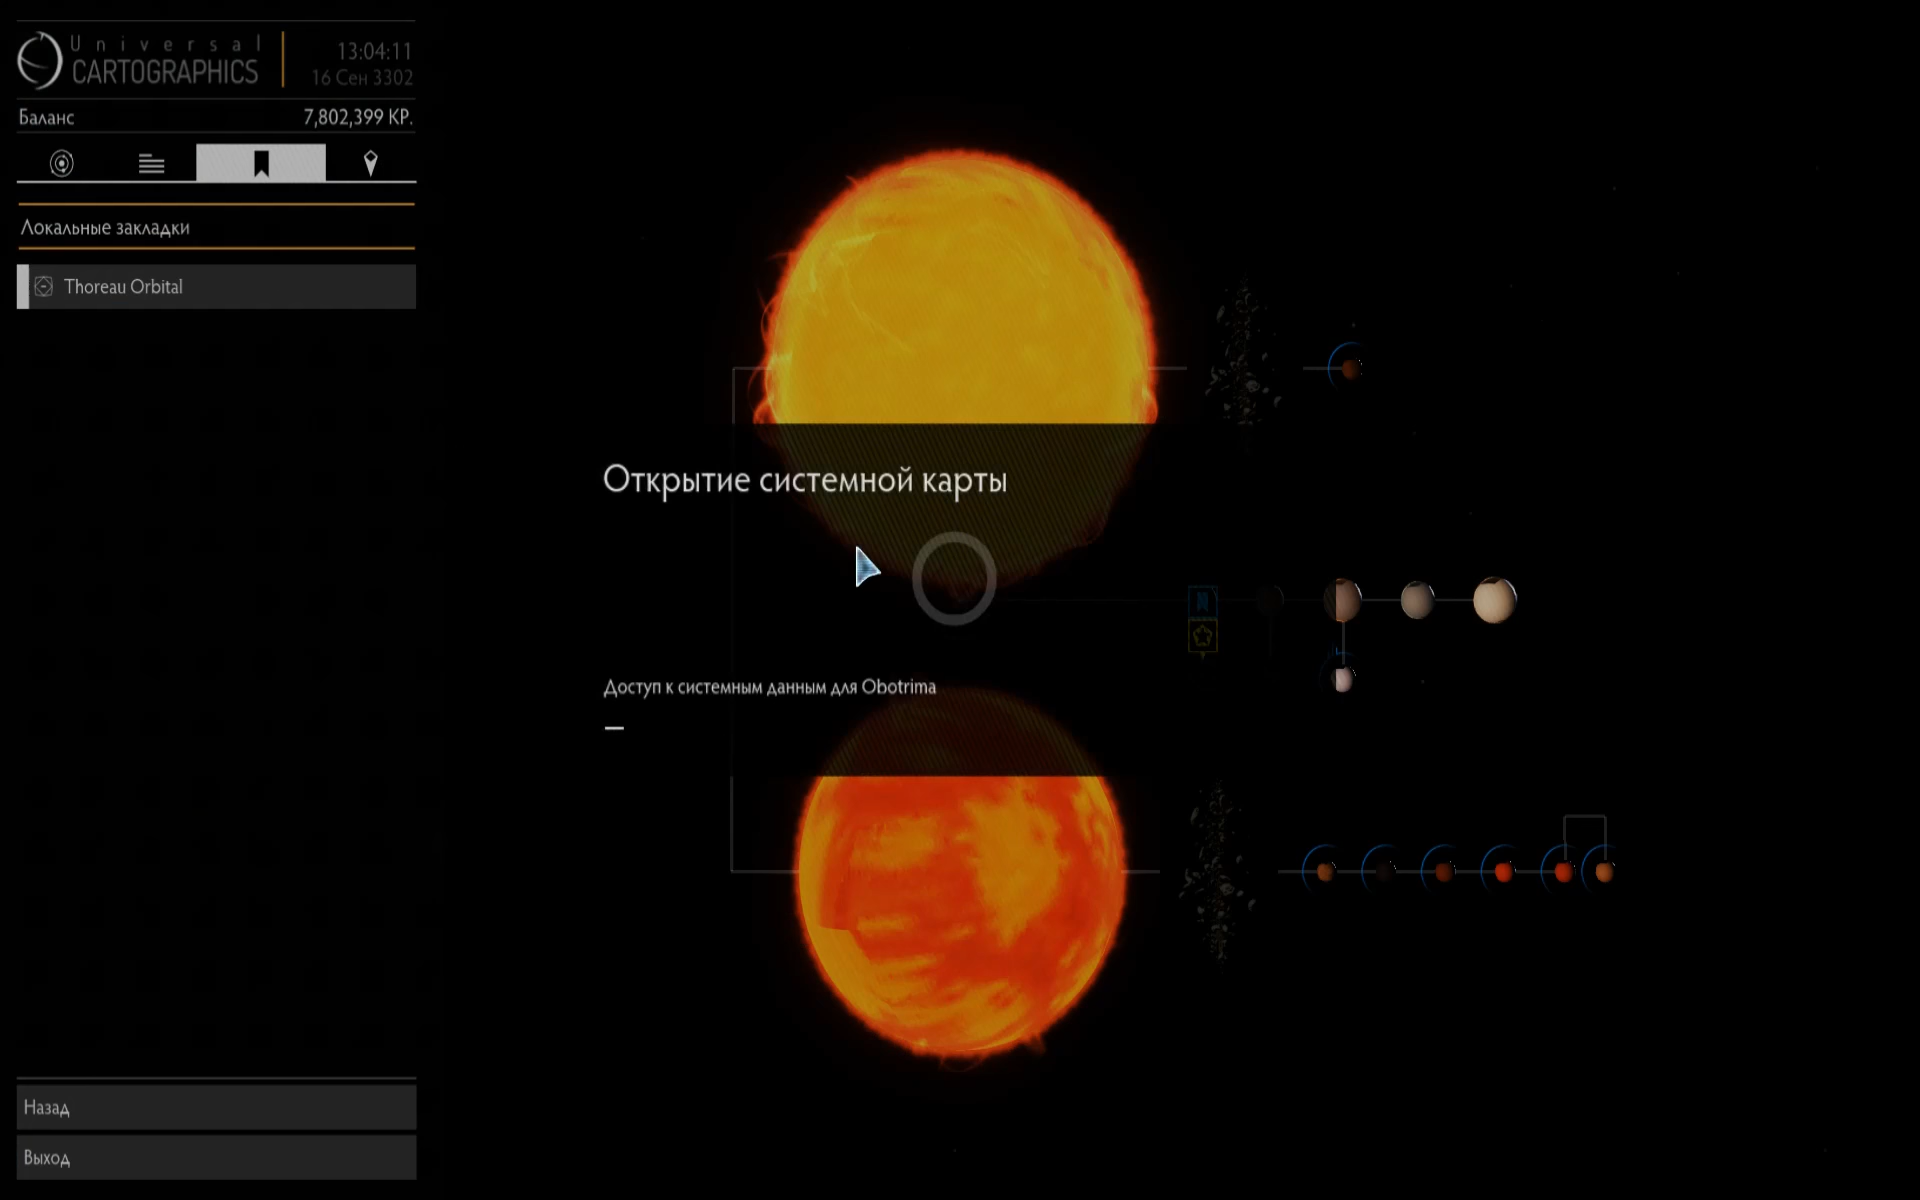 Universal
CARTOGRAPHICS
13:04:11
16 Сен 3302
Баланс
7,802,399 КР.
Локальные закладки
Thoreau Orbital
Открытие системной карты
Доступ к системным данным для Obotrima
Назад
Выход